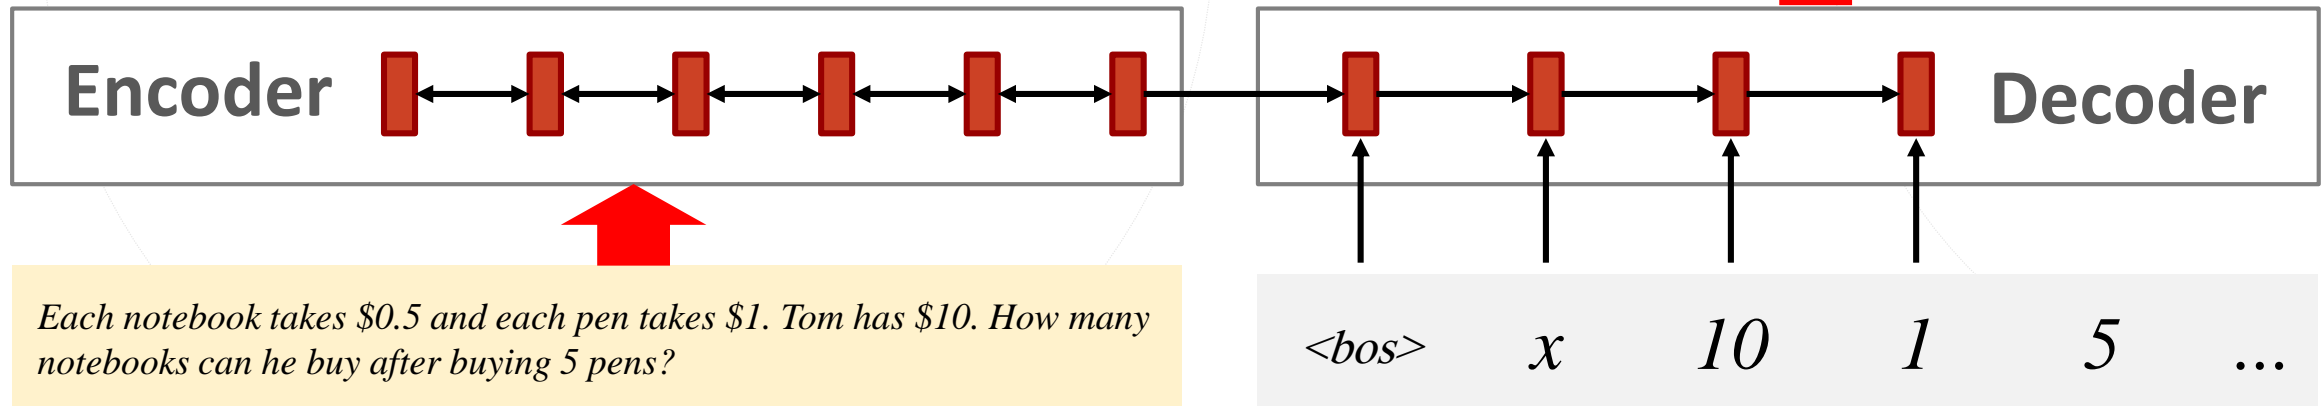 Encoder
Decoder
Each notebook takes $0.5 and each pen takes $1. Tom has $10. How many
notebooks can he buy after buying 5 pens?
<bos> x 10 1 5 ...